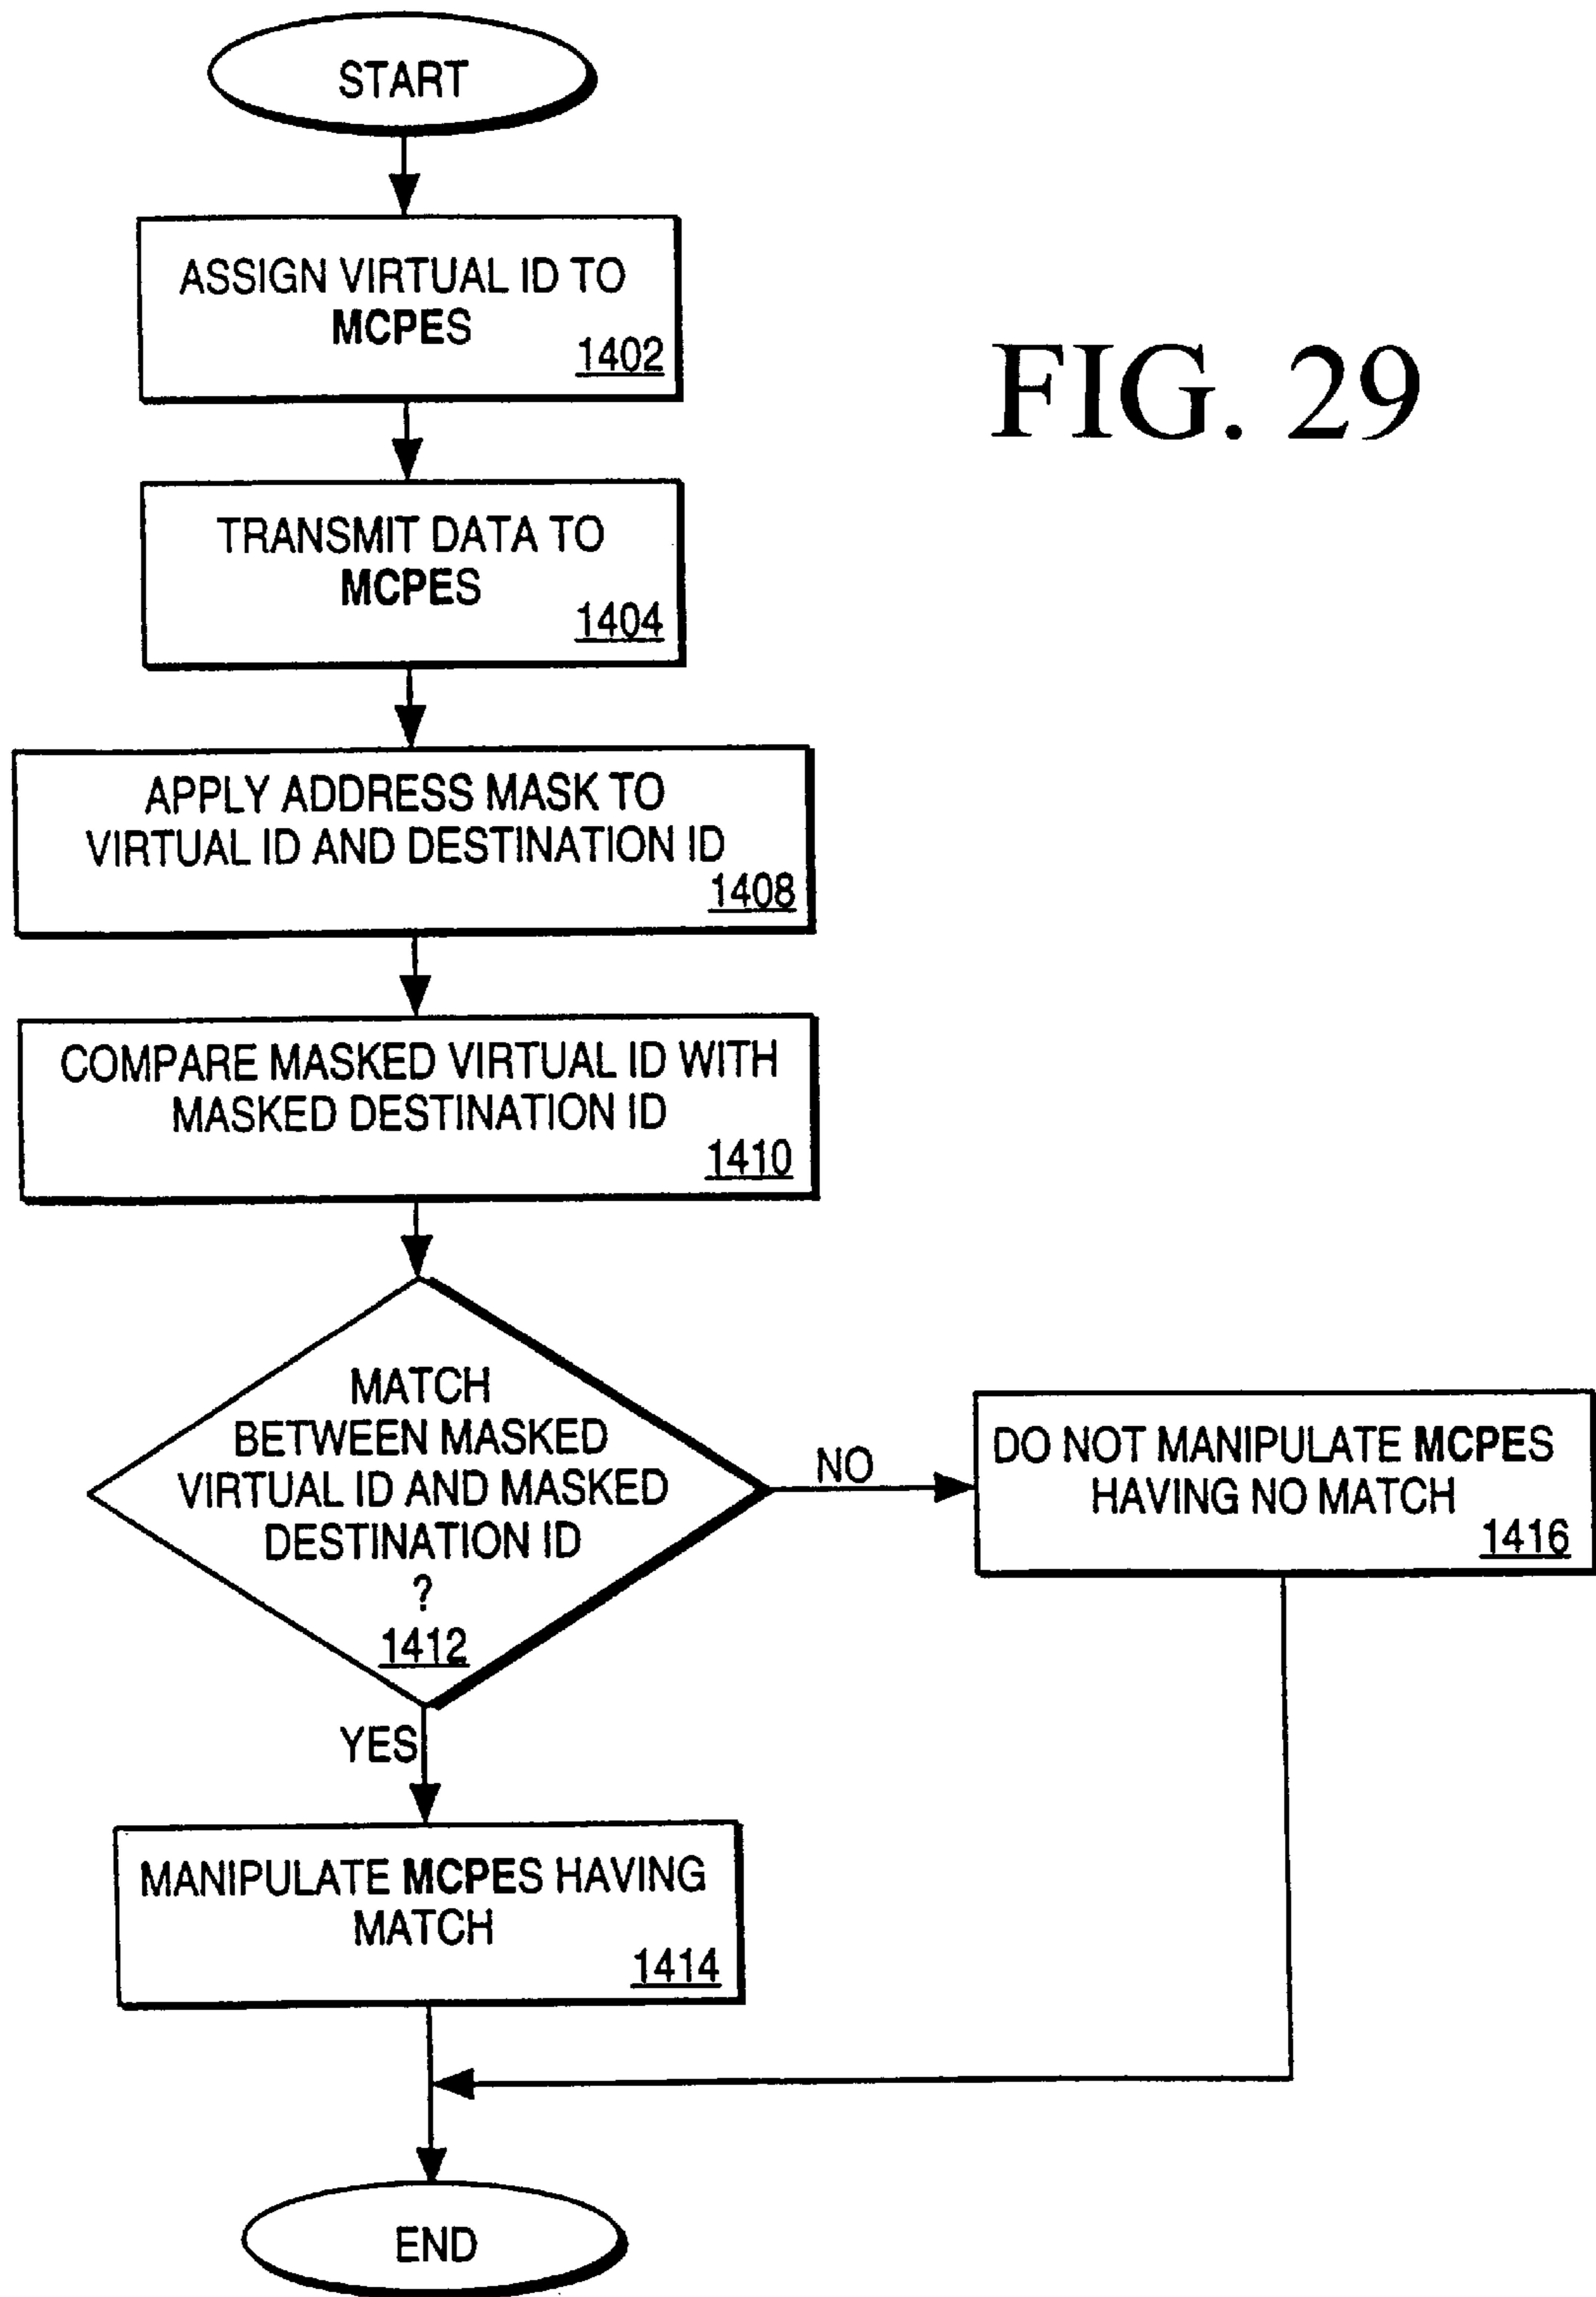 START
ASSIGN VIRTUAL ID TO
MCPES
1402
FIG. 29
TRANSMIT DATA TO
MCPES
1404
APPLY ADDRESS MASK TO
VIRTUAL ID AND DESTINATION ID
1408
COMPARE MASKED VIRTUAL ID WITH
MASKED DESTINATION ID
1410
MATCH
BETWEEN MASKED
VIRTUAL ID AND MASKED
DESTINATION ID
?
1412
NO
DO NOT MANIPULATE MCPES
HAVING NO MATCH
1416
YES
MANIPULATE MCPES HAVING
MATCH
1414
END